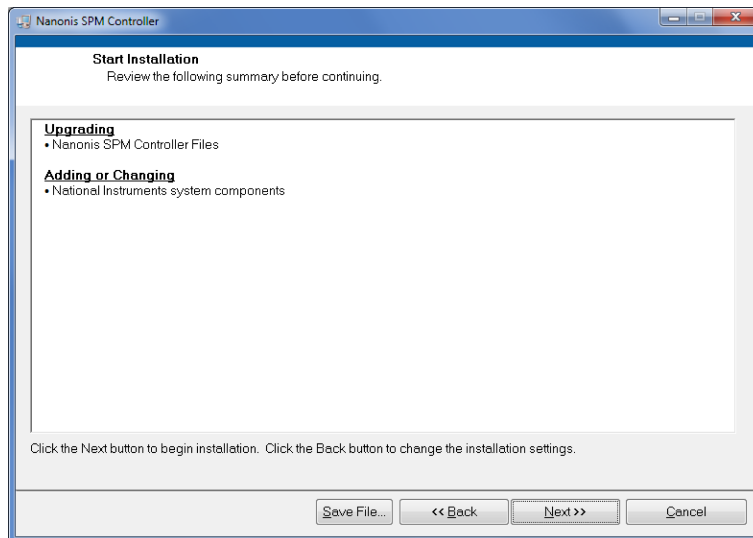 Nanonis SPM Controller
Start Installation
Review the following summary before continuing.
Upgrading
• Nanonis SPM Controller Files
Adding or Changing
• National Instruments system components
Click the Next button to begin installation. Click the Back button to change the installation settings.
Save File... << Back Next >> Cancel